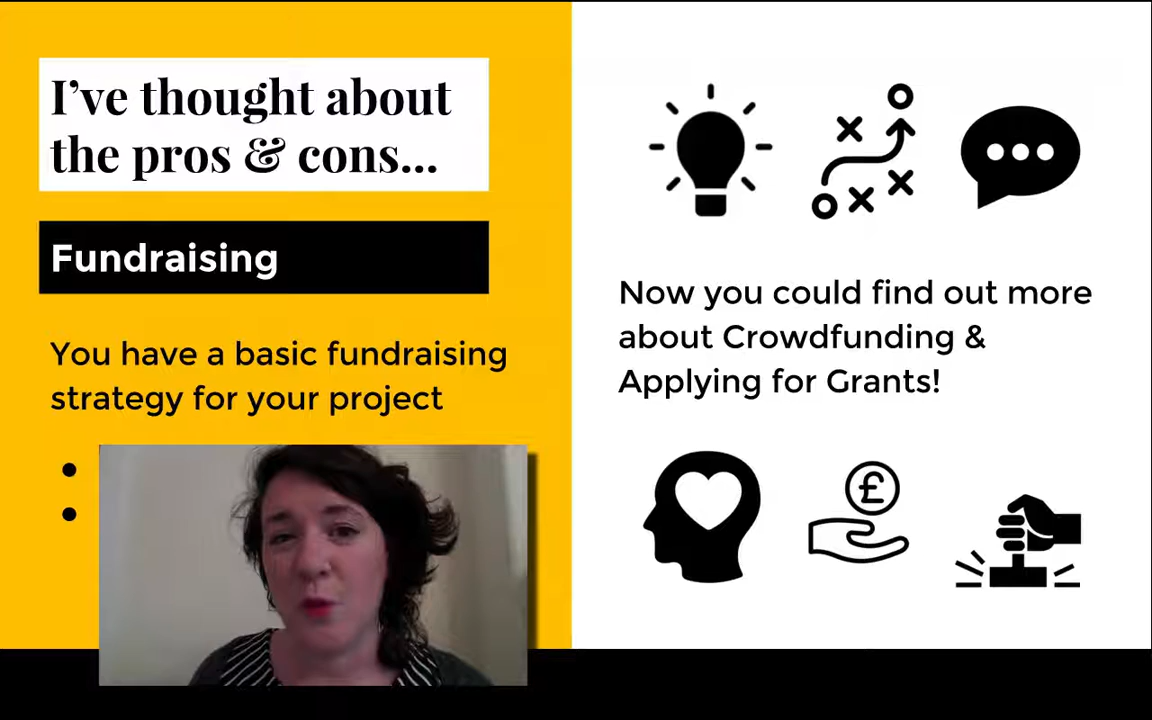 I’ve thought about
the pros & cons...
Fundraising
You have a basic fundraising
strategy for your project
Now you could find out more
about Crowdfunding &
Applying for Grants!
£